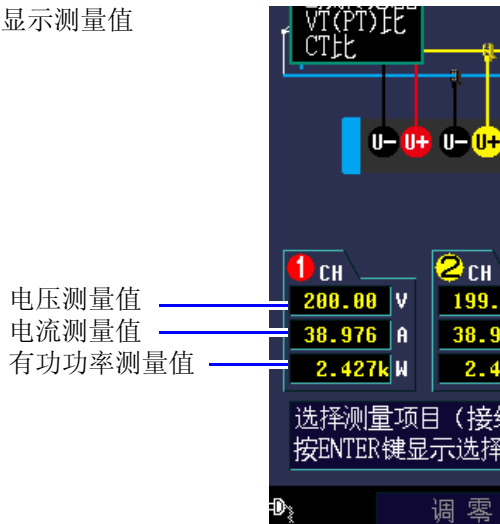 显示测量值
VT(PT)比
CT比
U- U+ U- U+
1 CH
2 CH
电压测量值
200.00 V
199.
电流测量值
38.976 A
38.9
有功功率测量值
2.427k W
2.4
选择测量项目（接
按ENTER键显示选择
调 零